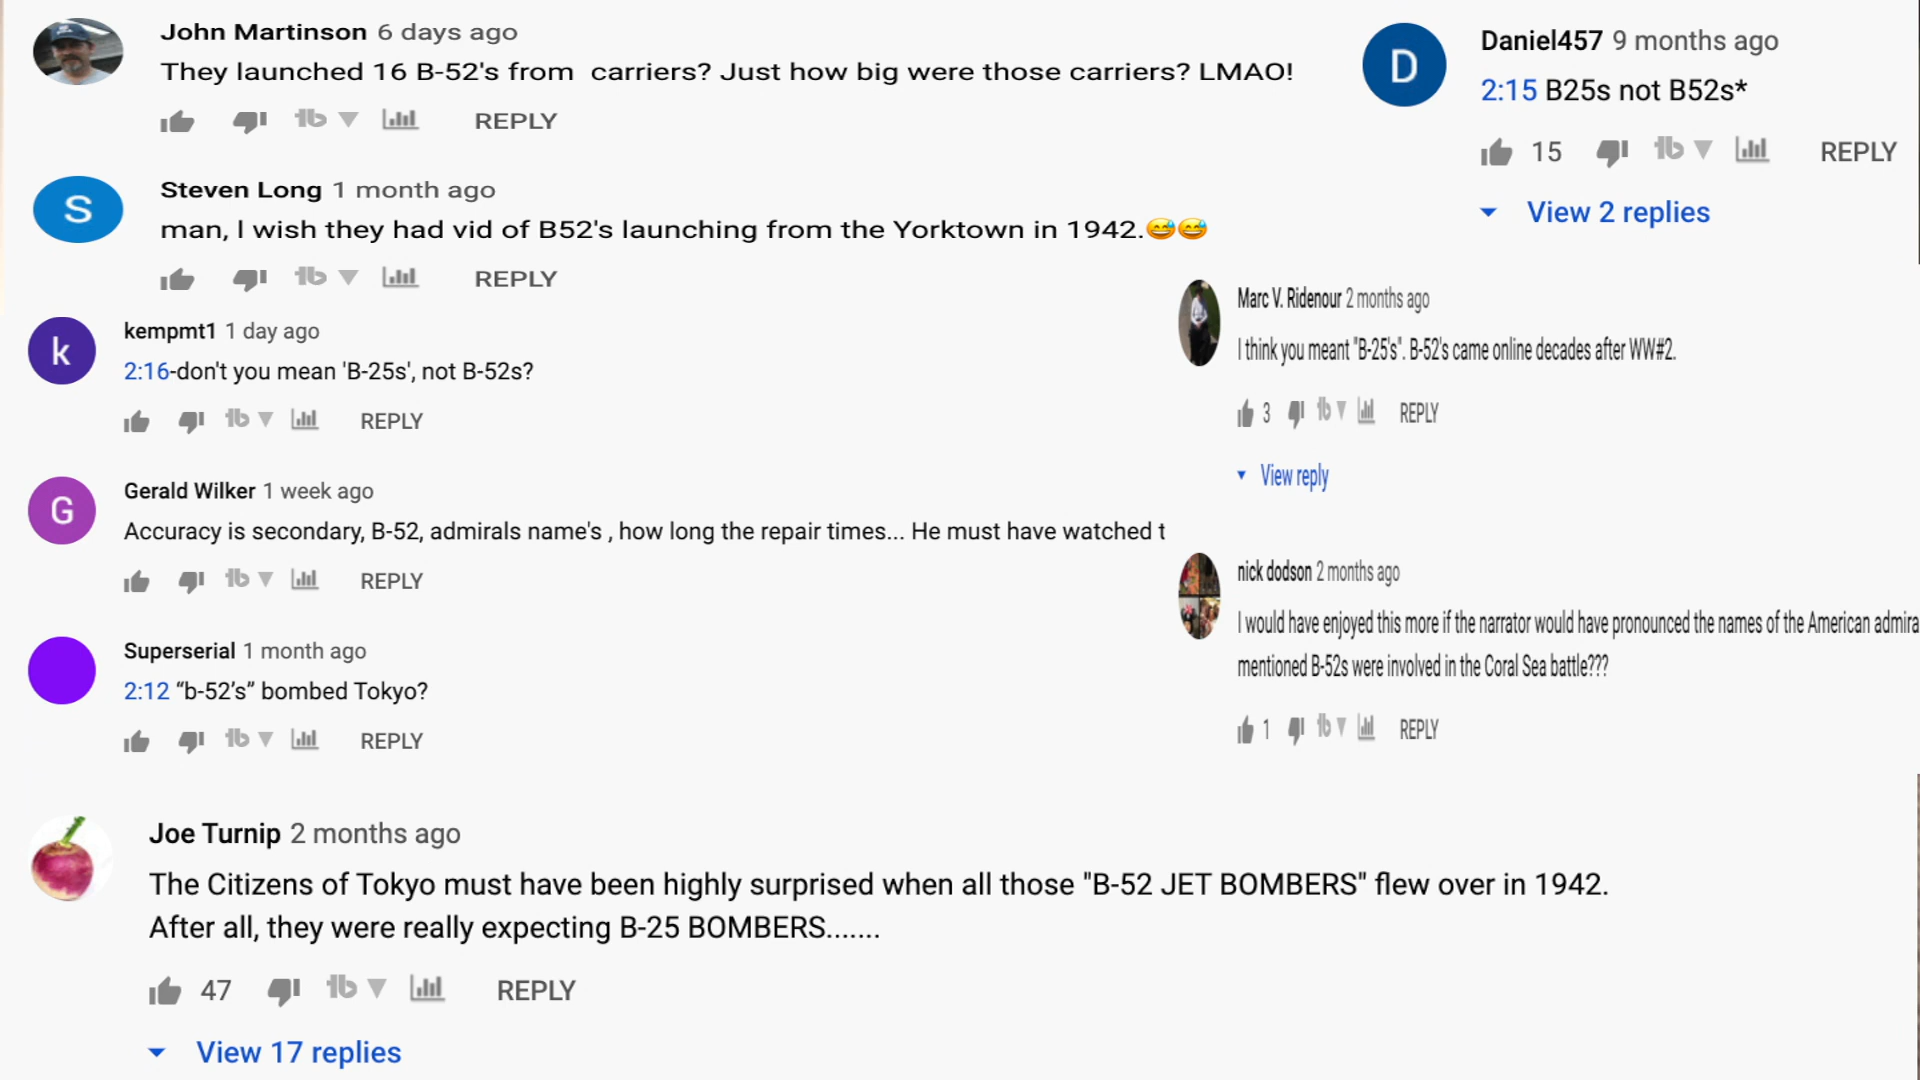 John Martinson 6 days ago
They launched 16 B-52's from  carriers? Just how big were those carriers? LMAO!
REPLY
S
Steven Long 1 month ago
man, I wish they had vid of B52's launching from the Yorktown in 1942.😅😅
REPLY
k
kempmt1 1 day ago
2:16-don't you mean 'B-25s', not B-52s?
REPLY
G
Gerald Wilker 1 week ago
Accuracy is secondary, B-52, admirals name's , how long the repair times... He must have watched t
REPLY
Superserial 1 month ago
2:12 “b-52’s” bombed Tokyo?
REPLY
D
Daniel457 9 months ago
2:15 B25s not B52s*
15 REPLY
View 2 replies
Marc V. Ridenour 2 months ago
I think you meant "B-25's". B-52's came online decades after WW#2.
3 REPLY
View reply
nick dodson 2 months ago
I would have enjoyed this more if the narrator would have pronounced the names of the American admira
mentioned B-52s were involved in the Coral Sea battle???
1 REPLY
Joe Turnip 2 months ago
The Citizens of Tokyo must have been highly surprised when all those "B-52 JET BOMBERS" flew over in 1942.
After all, they were really expecting B-25 BOMBERS.......
47 REPLY
View 17 replies